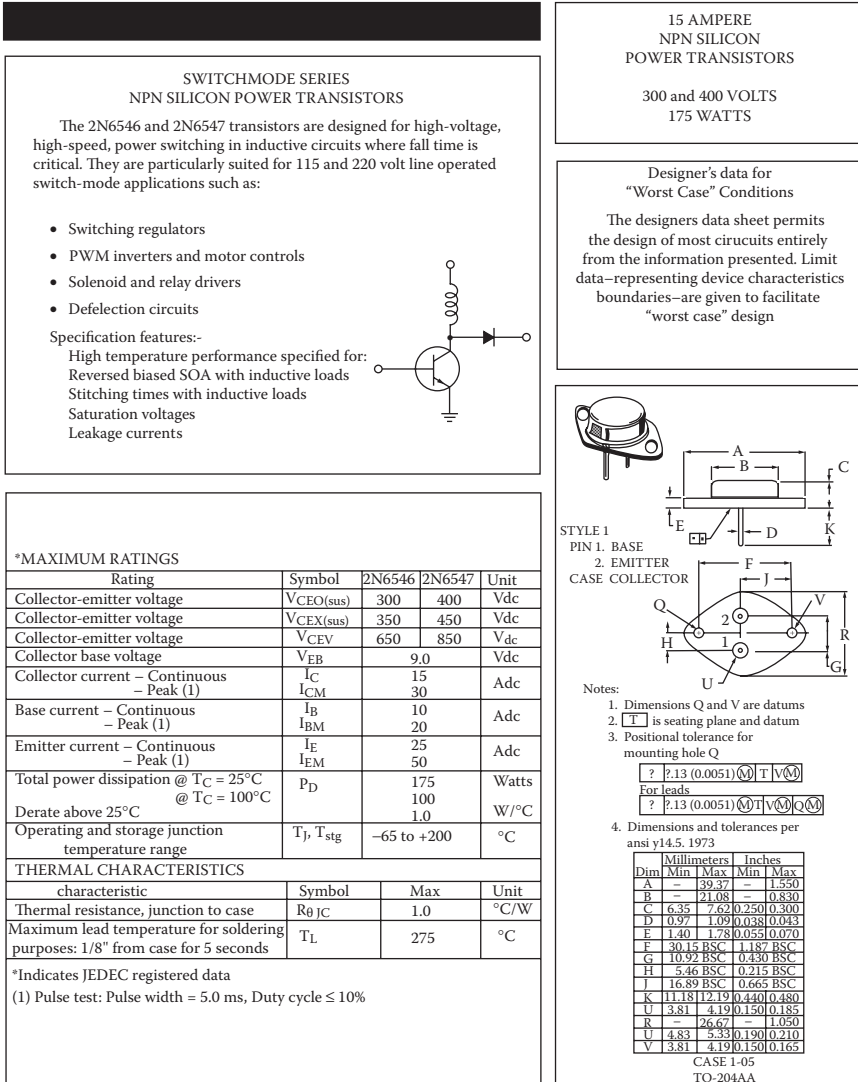 SWITCHMODE SERIES
NPN SILICON POWER TRANSISTORS
The 2N6546 and 2N6547 transistors are designed for high-voltage,
high-speed, power switching in inductive circuits where fall time is
critical. They are particularly suited for 115 and 220 volt line operated
switch-mode applications such as:
• Switching regulators
• PWM inverters and motor controls
• Solenoid and relay drivers
• Defelection circuits
Specification features:-
High temperature performance specified for:
Reversed biased SOA with inductive loads
Stitching times with inductive loads
Saturation voltages
Leakage currents
*MAXIMUM RATINGS
Rating Symbol 2N6546 2N6547 Unit
Collector-emitter voltage VCEO(sus) 300 400 Vdc
Collector-emitter voltage VCEX(sus) 350 450 Vdc
Collector-emitter voltage VCEV 650 850 Vdc
Collector base voltage VEB 9.0 Vdc
Collector current – Continuous IC 15 Adc
– Peak (1) ICM 30
Base current – Continuous IB 10 Adc
– Peak (1) IBM 20
Emitter current – Continuous IE 25 Adc
– Peak (1) IEM 50
Total power dissipation @ TC = 25°C PD 175 Watts
@ TC = 100°C 100
Derate above 25°C 1.0 W/°C
Operating and storage junction TJ, Tstg −65 to +200 °C
temperature range
THERMAL CHARACTERISTICS
characteristic Symbol Max Unit
Thermal resistance, junction to case Rθ JC 1.0 °C/W
Maximum lead temperature for soldering TL 275 °C
purposes: 1/8" from case for 5 seconds
*Indicates JEDEC registered data
(1) Pulse test: Pulse width = 5.0 ms, Duty cycle ≤ 10%
15 AMPERE
NPN SILICON
POWER TRANSISTORS
300 and 400 VOLTS
175 WATTS
Designer's data for
"Worst Case" Conditions
The designers data sheet permits
the design of most cirucuits entirely
from the information presented. Limit
data–representing device characteristics
boundaries–are given to facilitate
"worst case" design
A
B
C
E
D
K
STYLE 1
PIN 1. BASE
2. EMITTER
CASE COLLECTOR
F
J
Q
V
2
H
1
R
G
U
Notes:
1. Dimensions Q and V are datums
2. T is seating plane and datum
3. Positional tolerance for
mounting hole Q
? ?.13 (0.0051) Ⓜ T VⓂ
For leads
? ?.13 (0.0051) Ⓜ T VⓂ QⓂ
4. Dimensions and tolerances per
ansi y14.5. 1973
Millimeters Inches
Dim Min Max Min Max
A – 39.37 – 1.550
B – 21.08 – 0.830
C 6.35 7.62 0.250 0.300
D 0.97 1.09 0.038 0.043
E 1.40 1.78 0.055 0.070
F 30.15 BSC 1.187 BSC
G 10.92 BSC 0.430 BSC
H 5.46 BSC 0.215 BSC
J 16.89 BSC 0.665 BSC
K 11.18 12.19 0.440 0.480
U 3.81 4.19 0.150 0.185
R – 26.67 – 1.050
U 4.83 5.33 0.190 0.210
V 3.81 4.19 0.150 0.165
CASE 1-05
TO-204AA